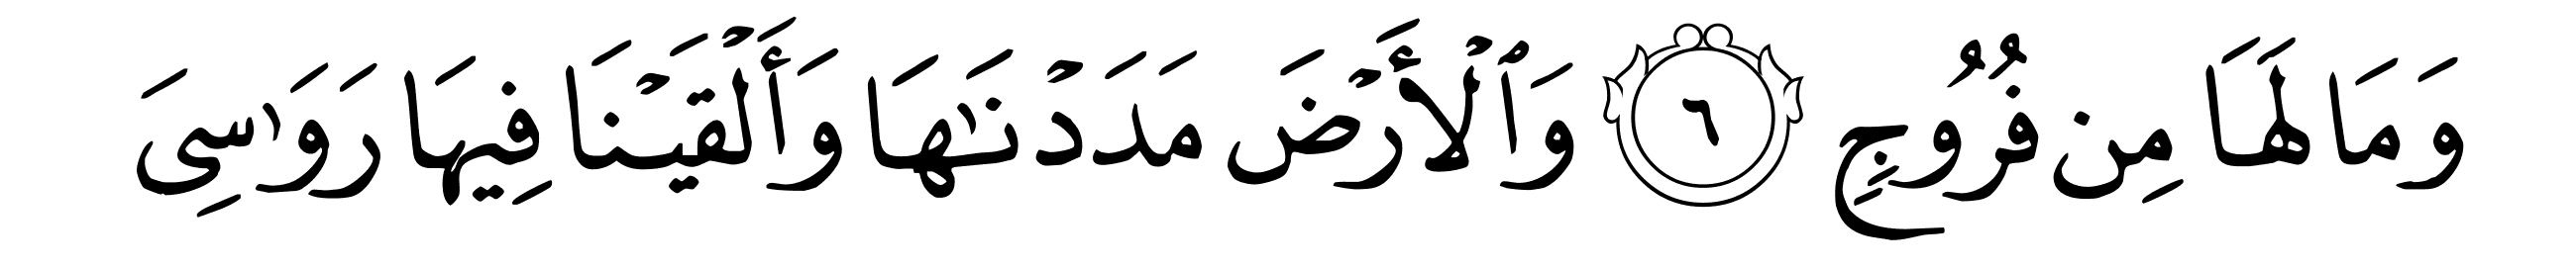 وَمَا لَهَا مِن فُرُوجٍ ٦ وَٱلْأَرْضَ مَدَدْنَـٰهَا وَأَلْقَيْنَا فِيهَا رَوَٰسِىَ